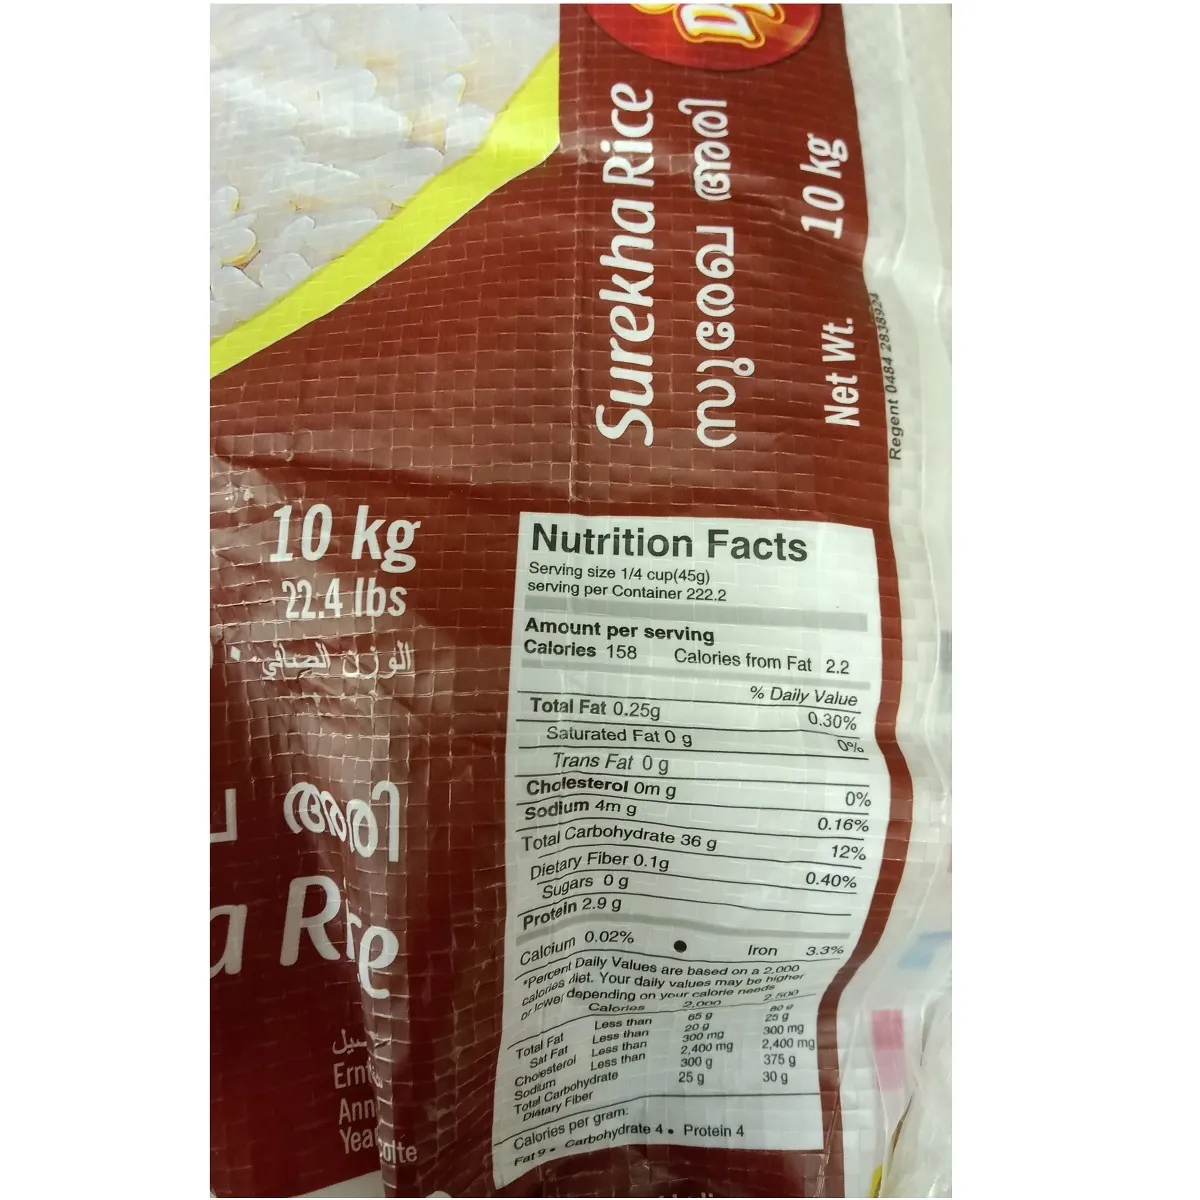 Surekha Rice
സുരേഖ അരി
Net Wt. 10 kg
Regent 0484
10 kg
22.4 lbs
الوزن الصافي
അരി
Nutrition Facts
Serving size 1/4 cup(45g)
serving per Container 222.2
Amount per serving
Calories 158 Calories from Fat 2.2
% Daily Value
Total Fat 0.25g 0.30%
Saturated Fat 0 g 0%
Trans Fat 0 g
Cholesterol 0m g 0%
Sodium 4m g 0.16%
Total Carbohydrate 36 g 12%
Dietary Fiber 0.1g 0.40%
Sugars 0 g
Protein 2.9 g
Calcium 0.02% ● Iron 3.3%
*Percent Daily Values are based on a 2,000
calories diet. Your daily values may be higher
or lower depending on your calorie needs
Calories 2,000 2,500
Total Fat Less than 65 g 80 g
Sat Fat Less than 20 g 25 g
Cholesterol Less than 300 mg 300 mg
Sodium Less than 2,400 mg 2,400 mg
Total Carbohydrate 300 g 375 g
Dietary Fiber 25 g 30 g
Calories per gram:
Fat 9 • Carbohydrate 4 • Protein 4